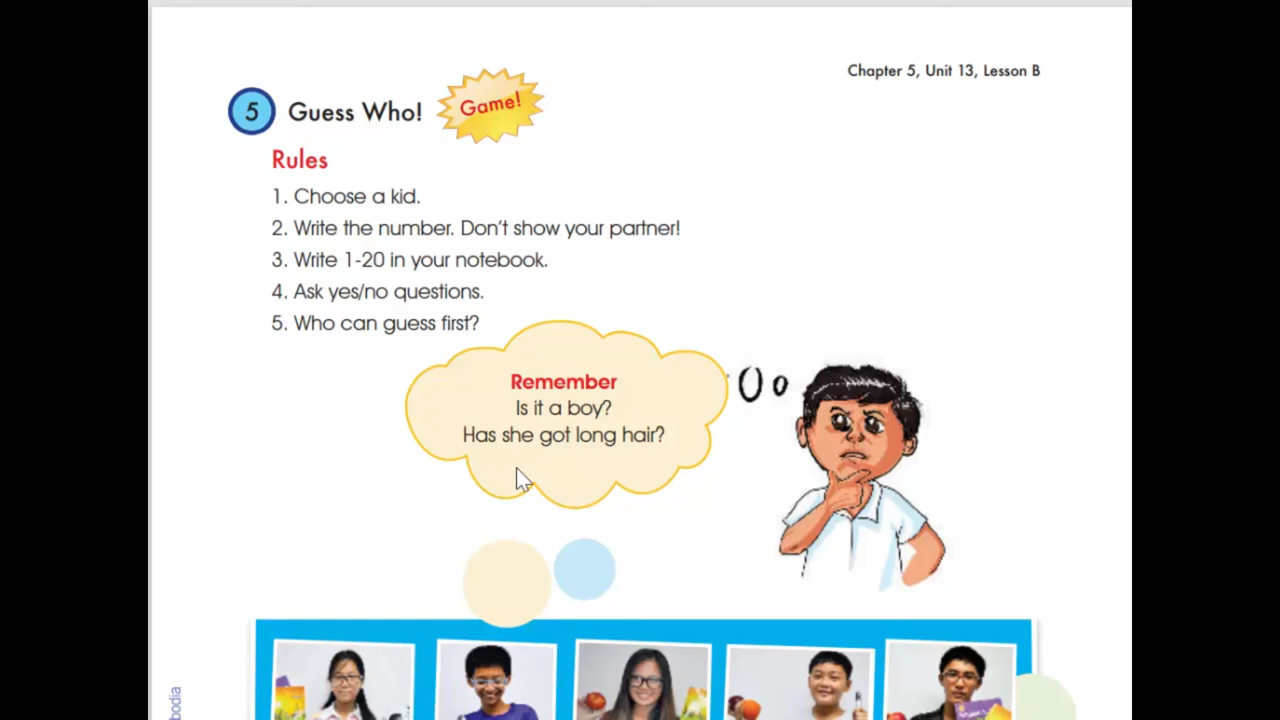 Chapter 5, Unit 13, Lesson B
5 Guess Who! Game!
Rules
1. Choose a kid.
2. Write the number. Don't show your partner!
3. Write 1-20 in your notebook.
4. Ask yes/no questions.
5. Who can guess first?
Remember
Is it a boy?
Has she got long hair?
bodia